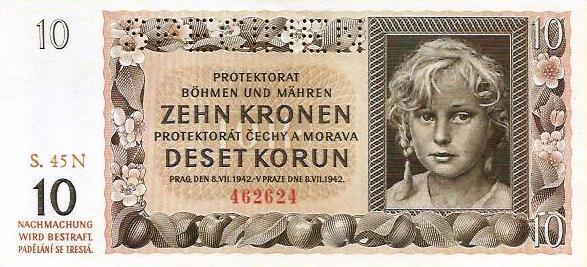 10
10
PROTEKTORAT
BÖHMEN UND MÄHREN
ZEHN KRONEN
PROTEKTORÁT ČECHY A MORAVA
DESET KORUN
PRAG, DEN 8. VII. 1942. - V PRAZE DNE 8. VII. 1942.
462624
S. 45 N
10
NACHMACHUNG
WIRD BESTRAFT.
PADĚLÁNÍ SE TRESTÁ.
10